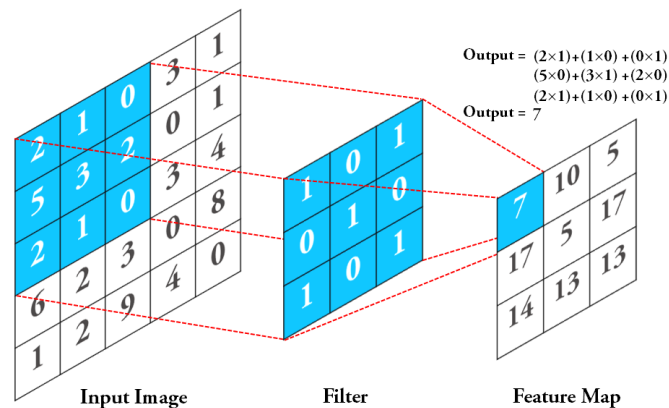 Output = (2×1)+(1×0) +(0×1)
(5×0)+(3×1) +(2×0)
(2×1)+(1×0) +(0×1)
Output = 7
2 1 0 3 1
5 3 2 0 1
2 1 0 3 4
6 2 3 0 8
1 2 9 4 0
1 0 1
0 1 0
1 0 1
7 10 5
17 5 17
14 13 13
Input Image
Filter
Feature Map